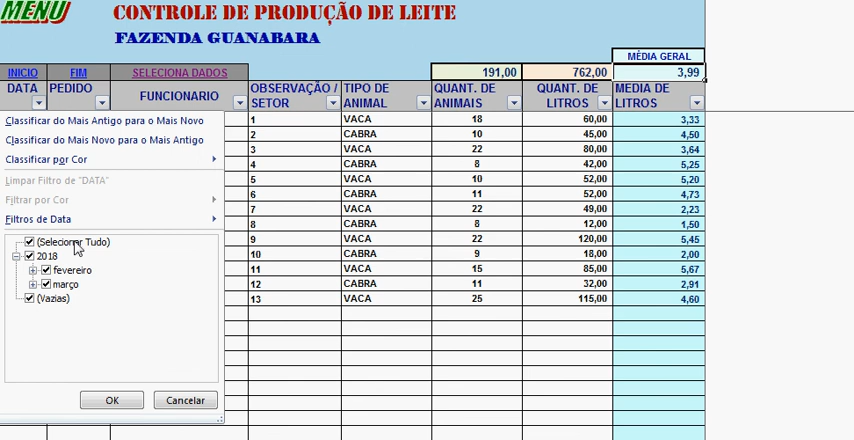 MENU
CONTROLE DE PRODUÇÃO DE LEITE
FAZENDA GUANABARA
MÉDIA GERAL
INICIO FIM SELECIONA DADOS 191,00 762,00 3,99
DATA PEDIDO FUNCIONARIO OBSERVAÇÃO / SETOR TIPO DE ANIMAL QUANT. DE ANIMAIS QUANT. DE LITROS MEDIA DE LITROS
1 VACA 18 60,00 3,33
2 CABRA 10 45,00 4,50
3 VACA 22 80,00 3,64
4 CABRA 8 42,00 5,25
5 VACA 10 52,00 5,20
6 CABRA 11 52,00 4,73
7 VACA 22 49,00 2,23
8 CABRA 8 12,00 1,50
9 VACA 22 120,00 5,45
10 CABRA 9 18,00 2,00
11 VACA 15 85,00 5,67
12 CABRA 11 32,00 2,91
13 VACA 25 115,00 4,60
Classificar do Mais Antigo para o Mais Novo
Classificar do Mais Novo para o Mais Antigo
Classificar por Cor
Limpar Filtro de "DATA"
Filtrar por Cor
Filtros de Data
(Selecionar Tudo)
2018
fevereiro
março
(Vazias)
OK Cancelar